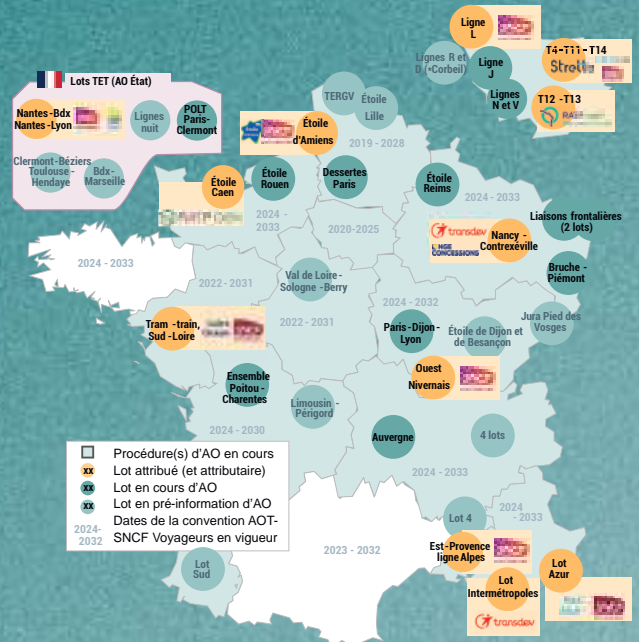 Ligne
L
Lignes R et
D (*Corbeil)
Ligne
J
Lignes
N et V
T4-T11-T14
Stretto
T12 -T13
Lots TET (AO État)
Nantes-Bdx
Nantes-Lyon
Lignes
nuit
POLT
Paris-
Clermont
Clermont-Béziers
Toulouse -
Hendaye
Bdx-
Marseille
TERGV
Étoile
Lille
Étoile
d'Amiens
2019 - 2028
Étoile
Caen
Étoile
Rouen
Dessertes
Paris
Étoile
Reims
2024 - 2033
2024 -
2033
2020-2025
Liaisons frontalières
(2 lots)
transdev
CONCESSIONS
Nancy -
Contrexéville
Bruche -
Piémont
2024 - 2033
2022 - 2031
Val de Loire -
Sologne -Berry
2022 - 2031
2024 - 2032
Tram -train,
Sud -Loire
Paris-Dijon-
Lyon
Étoile de Dijon et
de Besançon
Jura Pied des
Vosges
Ensemble
Poitou -
Charentes
Limousin -
Périgord
Ouest
Nivernais
2024 - 2030
Auvergne
4 lots
2024 - 2033
Procédure(s) d'AO en cours
xx Lot attribué (et attributaire)
xx Lot en cours d'AO
xx Lot en pré-information d'AO
2024-
2032
Dates de la convention AOT-
SNCF Voyageurs en vigueur
2023 - 2032
Lot
Sud
Lot 4
2024
- 2033
Est-Provence
ligne Alpes
Lot
Intermétropoles
transdev
Lot
Azur